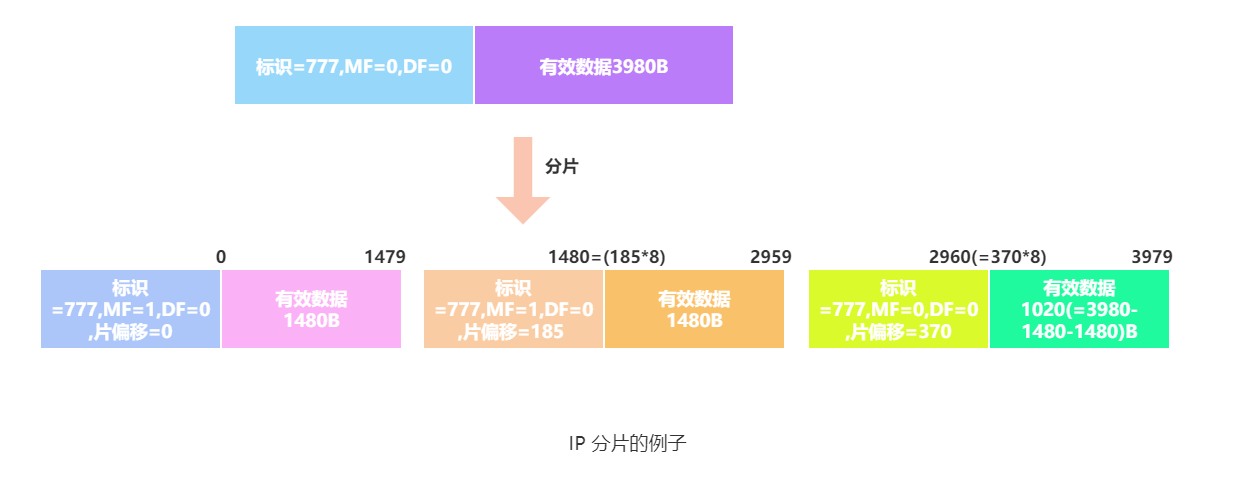 标识=777,MF=0,DF=0
有效数据3980B
分片
0
1479
1480=(185*8)
2959
2960(=370*8)
3979
标识
=777,MF=1,DF=0
,片偏移=0
有效数据
1480B
标识
=777,MF=1,DF=0
,片偏移=185
有效数据
1480B
标识
=777,MF=0,DF=0
,片偏移=370
有效数据
1020(=3980-
1480-1480)B
IP 分片的例子